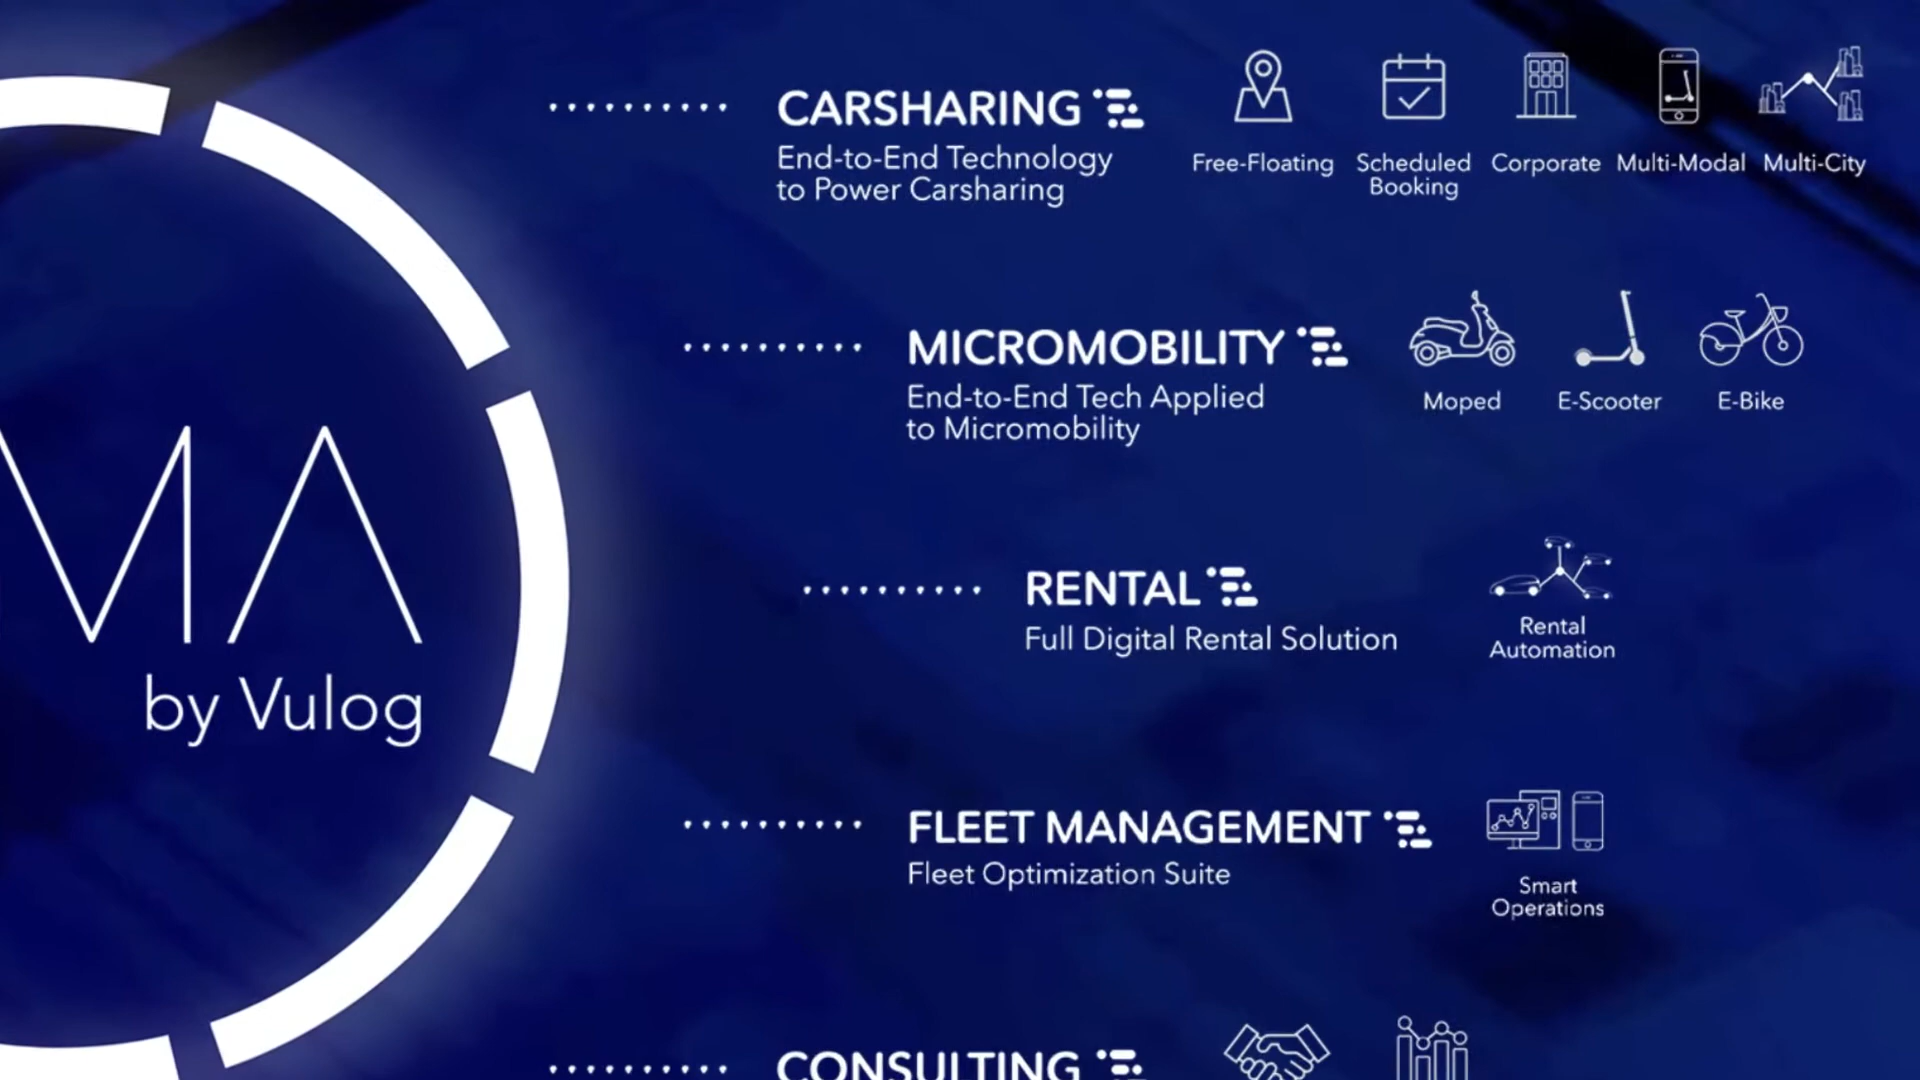 CARSHARING
End-to-End Technology
to Power Carsharing
Free-Floating
Scheduled
Booking
Corporate
Multi-Modal
Multi-City
MICROMOBILITY
End-to-End Tech Applied
to Micromobility
Moped
E-Scooter
E-Bike
MA
by Vulog
RENTAL
Full Digital Rental Solution
Rental
Automation
FLEET MANAGEMENT
Fleet Optimization Suite
Smart
Operations
CONSULTING